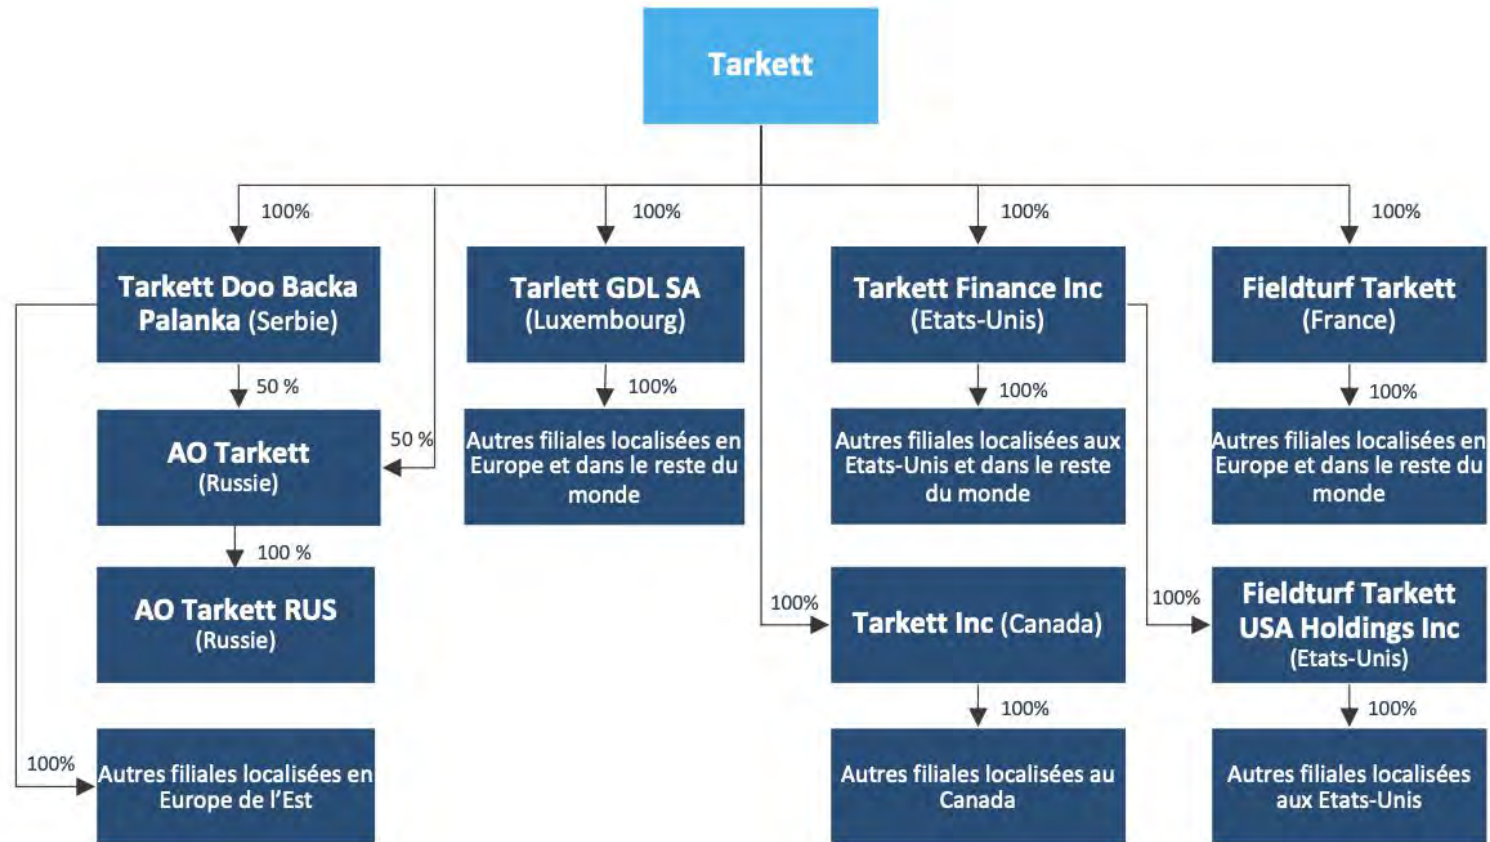 Tarkett
100%
100%
100%
100%
Tarkett Doo Backa
Palanka (Serbie)
Tarlett GDL SA
(Luxembourg)
Tarkett Finance Inc
(Etats-Unis)
Fieldturf Tarkett
(France)
50 %
100%
100%
100%
AO Tarkett
(Russie)
50 %
Autres filiales localisées en
Europe et dans le reste du
monde
Autres filiales localisées aux
Etats-Unis et dans le reste
du monde
Autres filiales localisées en
Europe et dans le reste du
monde
100 %
AO Tarkett RUS
(Russie)
100%
Tarkett Inc (Canada)
100%
Fieldturf Tarkett
USA Holdings Inc
(Etats-Unis)
100%
100%
100%
Autres filiales localisées en
Europe de l'Est
Autres filiales localisées au
Canada
Autres filiales localisées
aux Etats-Unis